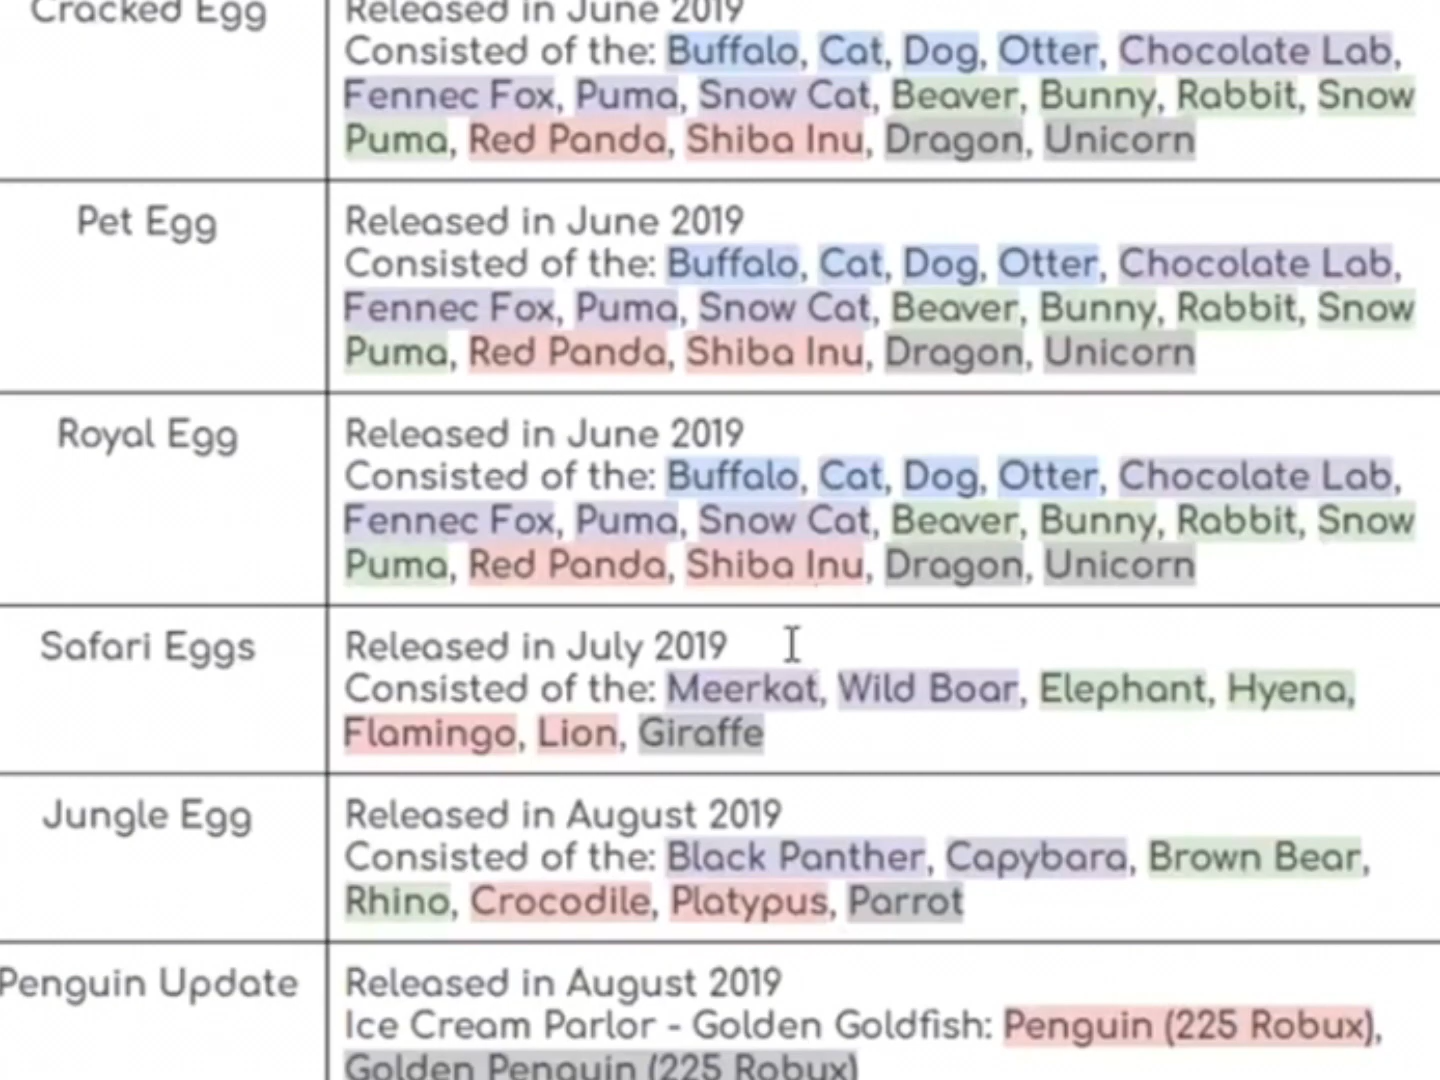 Cracked Egg
Released in June 2019
Consisted of the: Buffalo, Cat, Dog, Otter, Chocolate Lab,
Fennec Fox, Puma, Snow Cat, Beaver, Bunny, Rabbit, Snow
Puma, Red Panda, Shiba Inu, Dragon, Unicorn
Pet Egg
Released in June 2019
Consisted of the: Buffalo, Cat, Dog, Otter, Chocolate Lab,
Fennec Fox, Puma, Snow Cat, Beaver, Bunny, Rabbit, Snow
Puma, Red Panda, Shiba Inu, Dragon, Unicorn
Royal Egg
Released in June 2019
Consisted of the: Buffalo, Cat, Dog, Otter, Chocolate Lab,
Fennec Fox, Puma, Snow Cat, Beaver, Bunny, Rabbit, Snow
Puma, Red Panda, Shiba Inu, Dragon, Unicorn
Safari Eggs
Released in July 2019
Consisted of the: Meerkat, Wild Boar, Elephant, Hyena,
Flamingo, Lion, Giraffe
Jungle Egg
Released in August 2019
Consisted of the: Black Panther, Capybara, Brown Bear,
Rhino, Crocodile, Platypus, Parrot
Penguin Update
Released in August 2019
Ice Cream Parlor - Golden Goldfish: Penguin (225 Robux),
Golden Penguin (225 Robux)